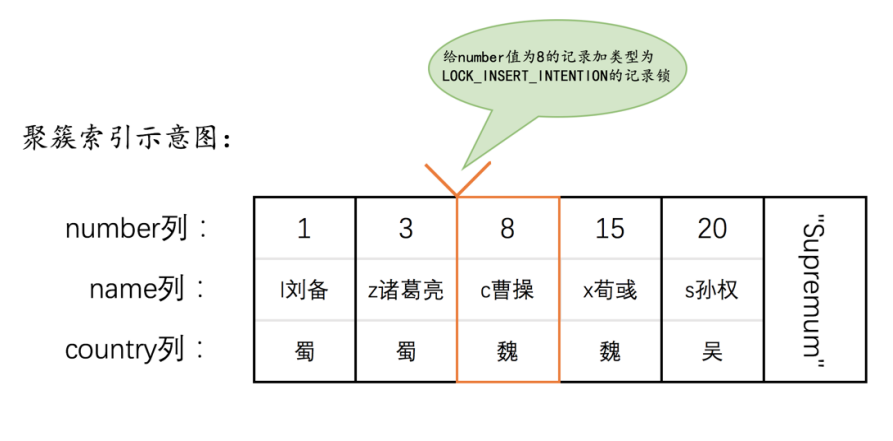 给number值为8的记录加类型为
LOCK_INSERT_INTENTION的记录锁
聚簇索引示意图：
number列： 1 3 8 15 20 "Supremum"
name列： l刘备 z诸葛亮 c曹操 x荀彧 s孙权
country列： 蜀 蜀 魏 魏 吴